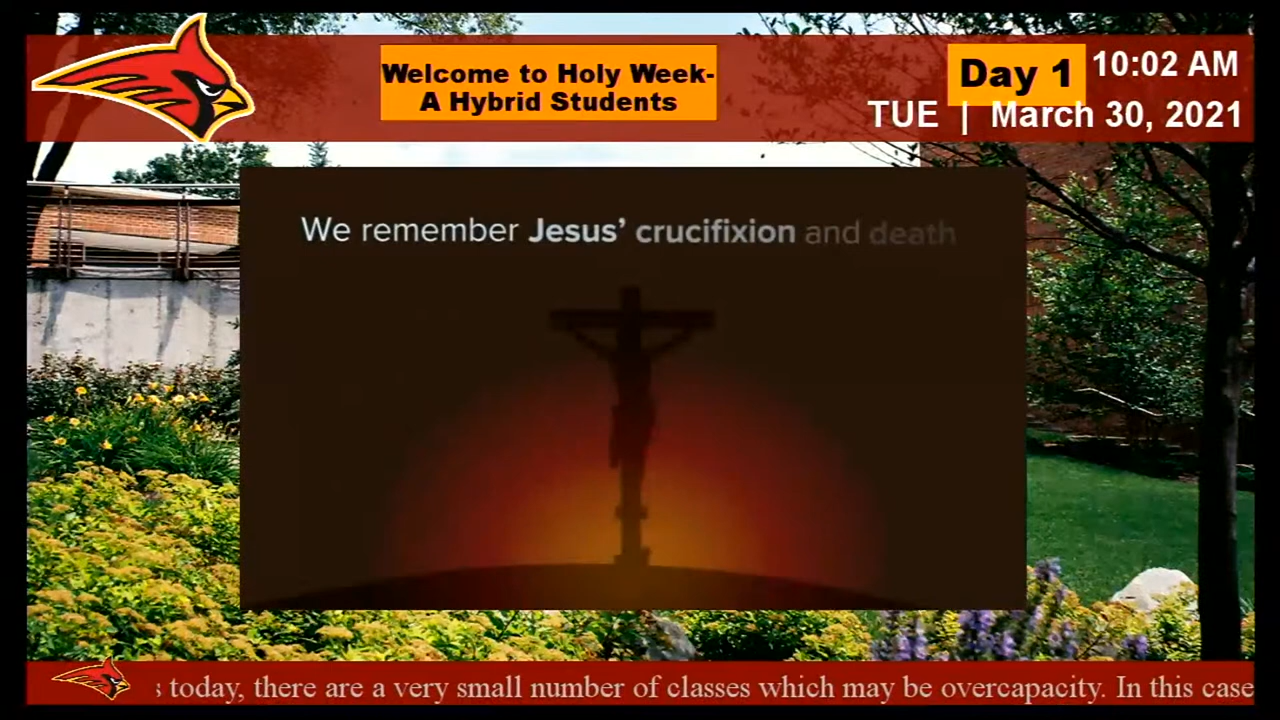 Welcome to Holy Week-
A Hybrid Students
Day 1
10:02 AM
TUE | March 30, 2021
We remember Jesus' crucifixion and death
today, there are a very small number of classes which may be overcapacity. In this case